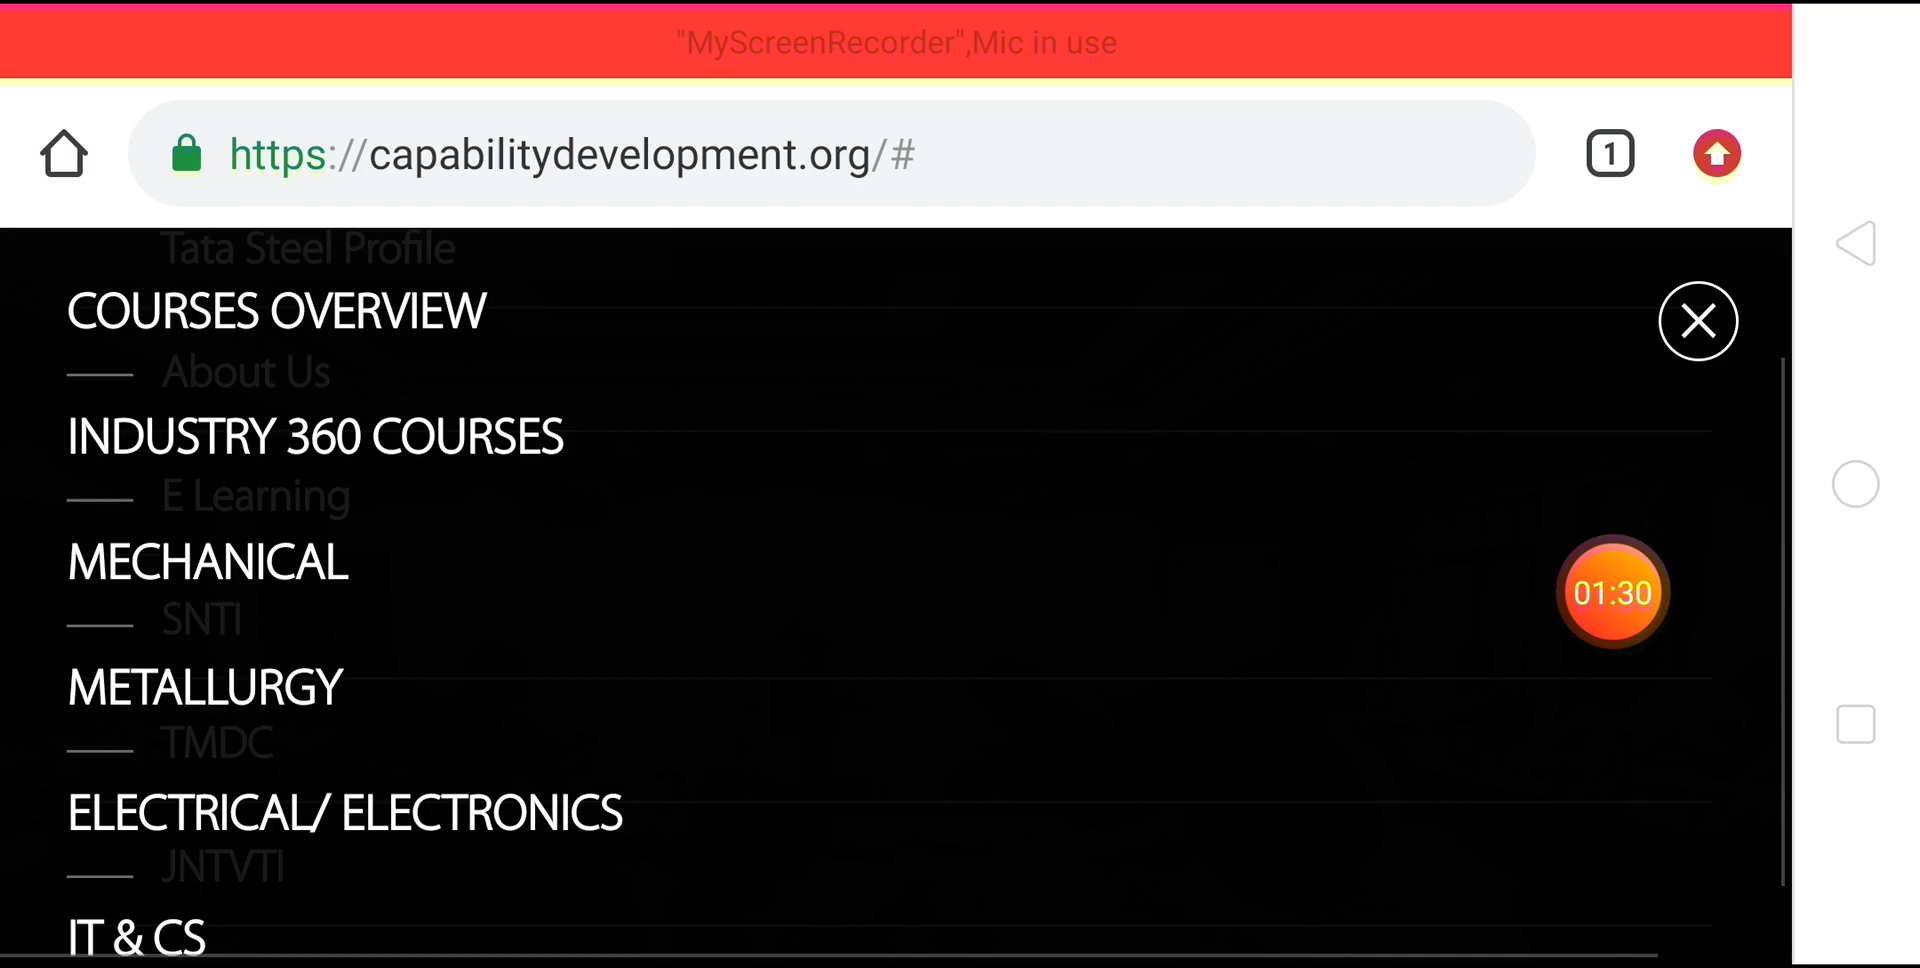 "MyScreenRecorder",Mic in use
https://capabilitydevelopment.org/#
1
Tata Steel Profile
COURSES OVERVIEW
About Us
INDUSTRY 360 COURSES
E Learning
MECHANICAL
01:30
SNTI
METALLURGY
TMDC
ELECTRICAL/ ELECTRONICS
JNTVTI
IT & CS